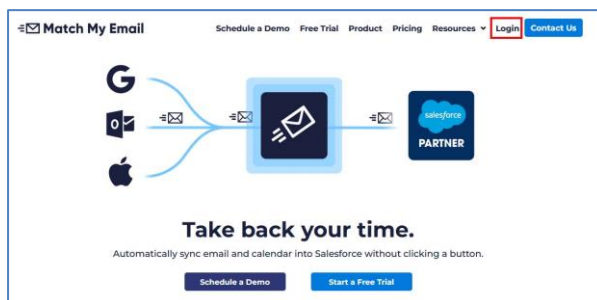 Match My Email
Schedule a Demo Free Trial Product Pricing Resources Login Contact Us
G
salesforce
PARTNER
Take back your time.
Automatically sync email and calendar into Salesforce without clicking a button.
Schedule a Demo Start a Free Trial